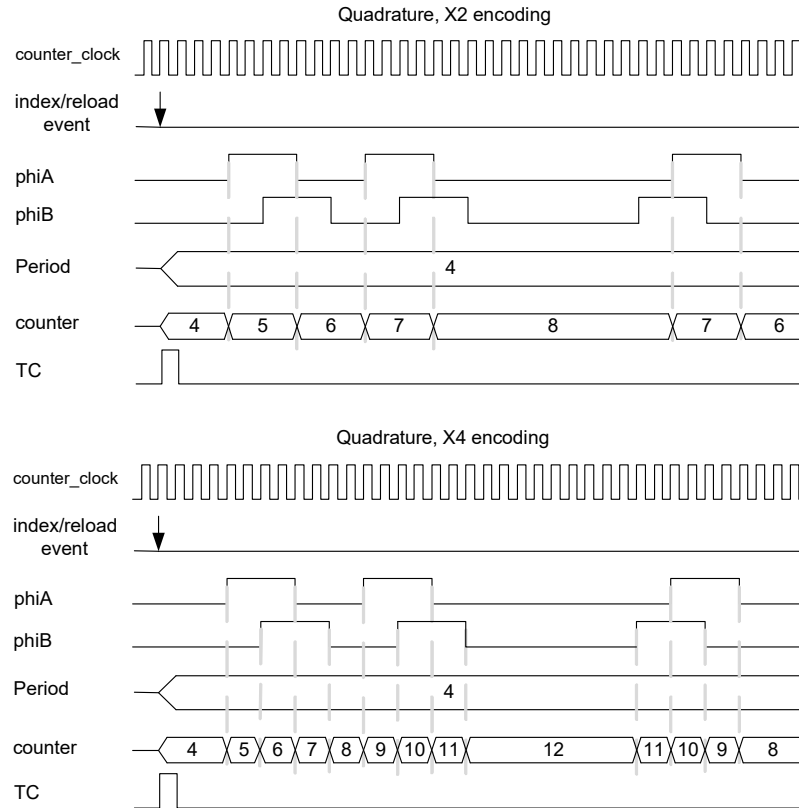 Quadrature, X2 encoding
counter_clock
index/reload
event
phiA
phiB
Period
4
counter
4 5 6 7 8 7 6
TC
Quadrature, X4 encoding
counter_clock
index/reload
event
phiA
phiB
Period
4
counter
4 5 6 7 8 9 10 11 12 11 10 9 8
TC